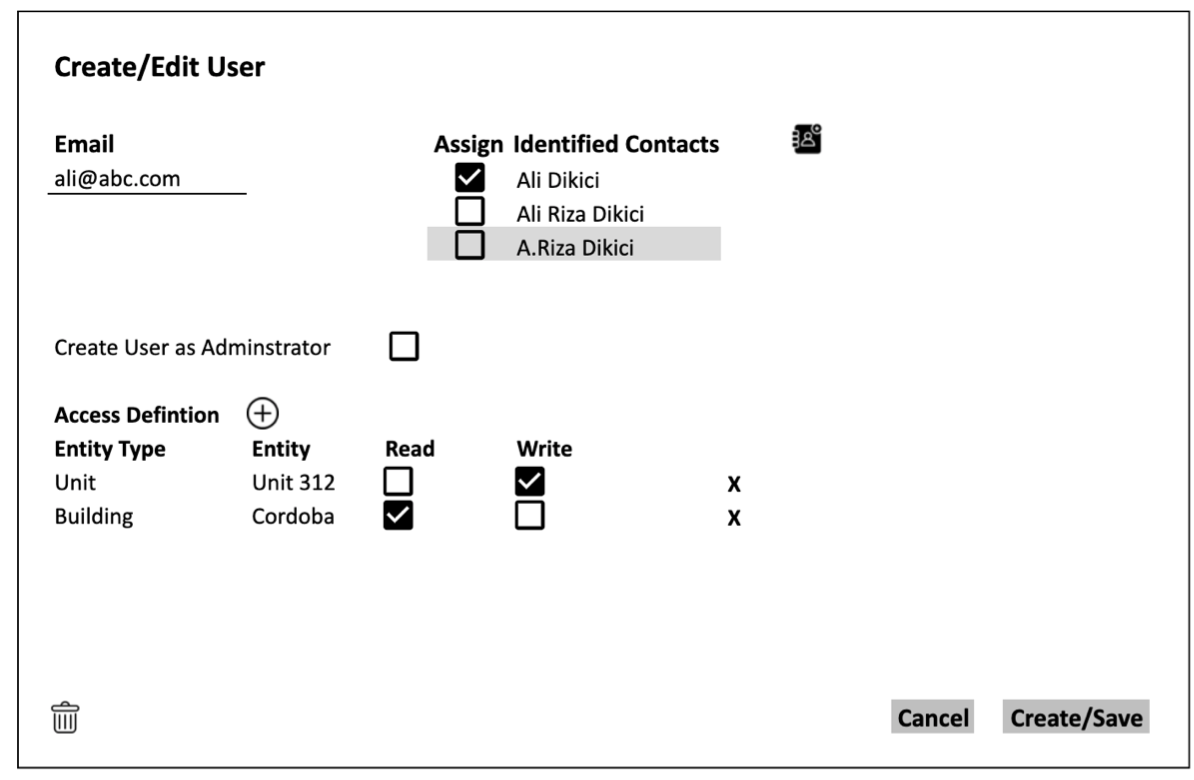 Create/Edit User
Email
ali@abc.com
Assign Identified Contacts
Ali Dikici
Ali Riza Dikici
A.Riza Dikici
Create User as Adminstrator
Access Defintion
Entity Type Entity Read Write
Unit Unit 312 X
Building Cordoba X
Cancel Create/Save